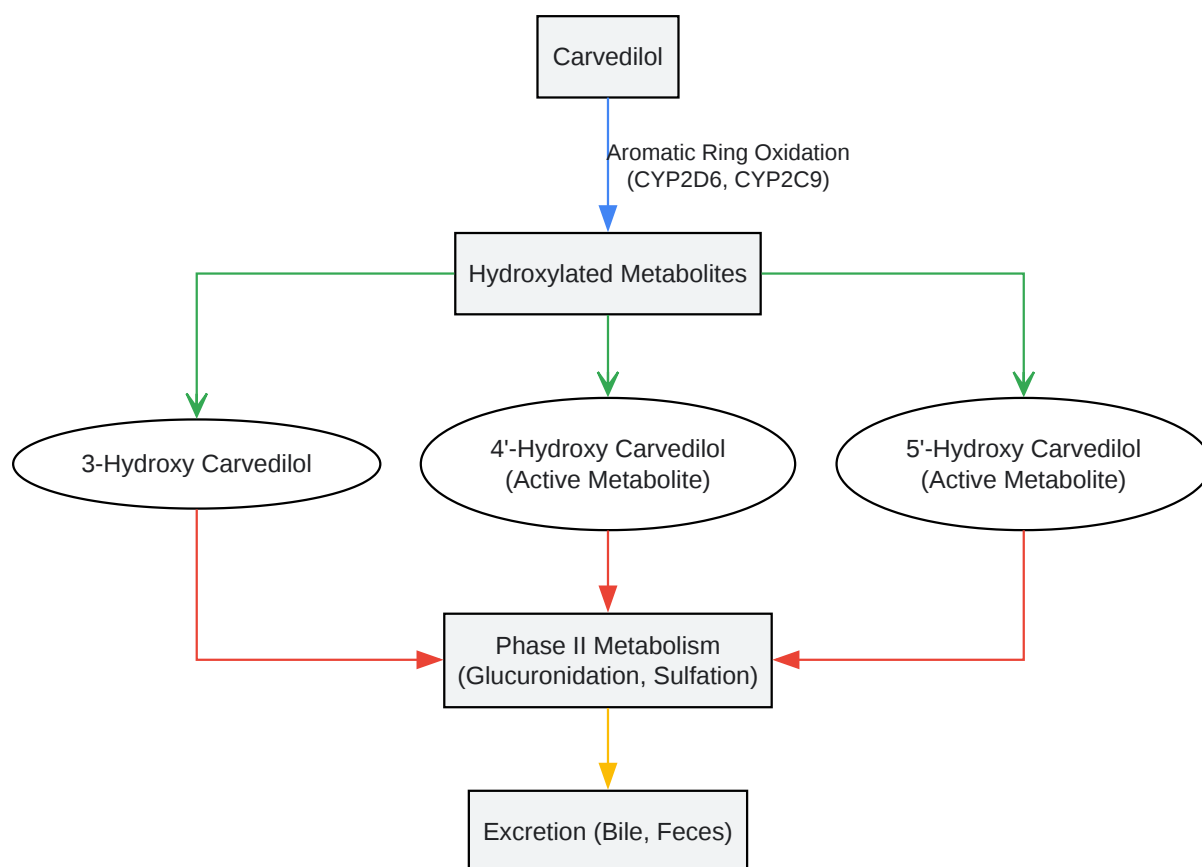 Carvedilol
Aromatic Ring Oxidation
(CYP2D6, CYP2C9)
Hydroxylated Metabolites
3-Hydroxy Carvedilol
4'-Hydroxy Carvedilol
(Active Metabolite)
5'-Hydroxy Carvedilol
(Active Metabolite)
Phase II Metabolism
(Glucuronidation, Sulfation)
Excretion (Bile, Feces)